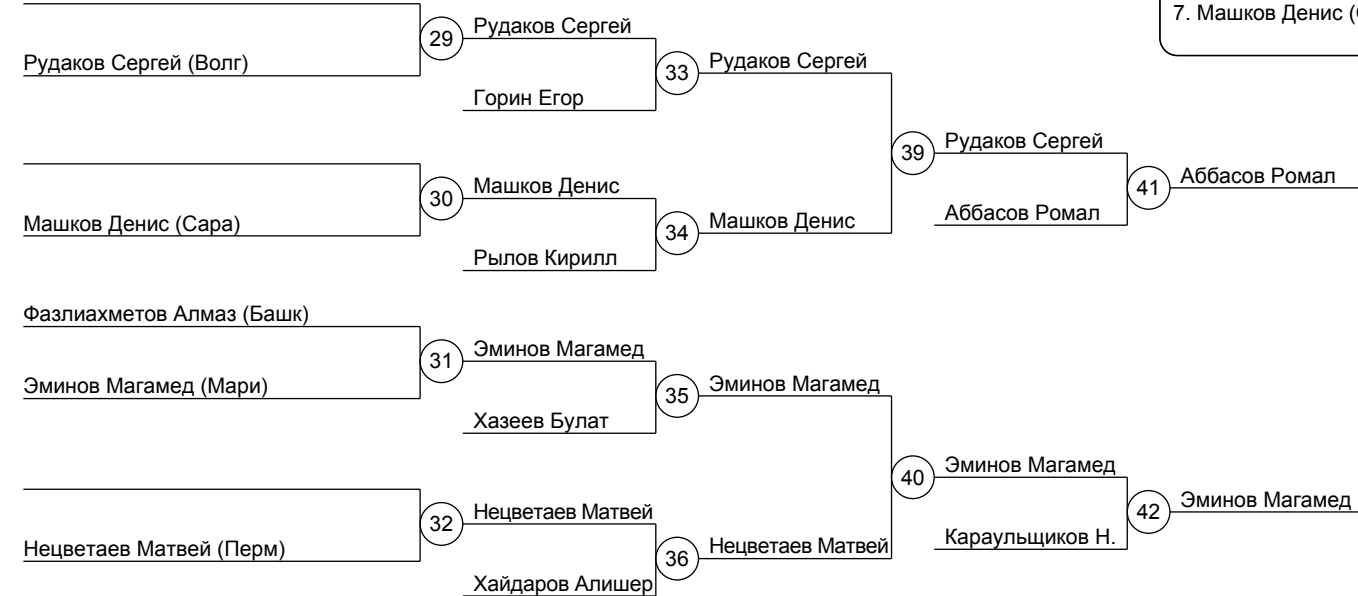 7. Машков Денис (
Рудаков Сергей
29
Рудаков Сергей (Волг)
Рудаков Сергей
33
Горин Егор
Рудаков Сергей
39
Аббасов Ромал
41
Машков Денис
30
Аббасов Ромал
Машков Денис (Сара)
Машков Денис
34
Рылов Кирилл
Фазлиахметов Алмаз (Башк)
Эминов Магамед
31
Эминов Магамед (Мари)
Эминов Магамед
35
Хазеев Булат
Эминов Магамед
40
Эминов Магамед
42
Нецветаев Матвей
32
Караульщиков Н.
Нецветаев Матвей (Перм)
Нецветаев Матвей
36
Хайдаров Алишер